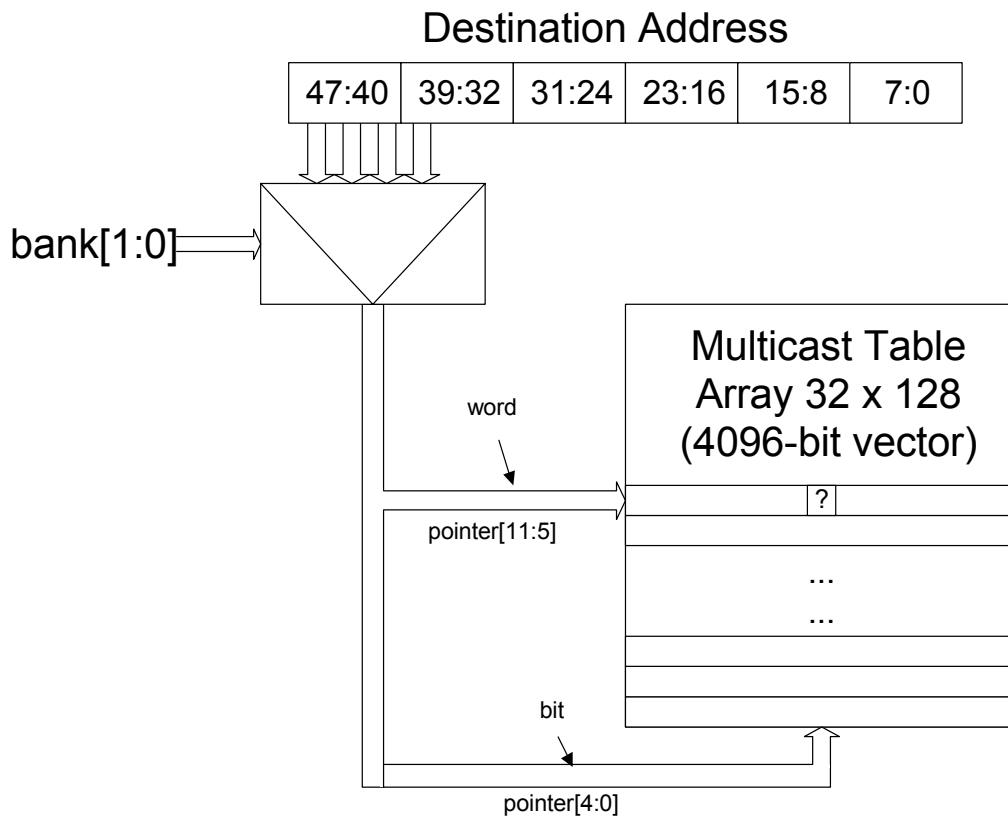 Destination Address
47:40 39:32 31:24 23:16 15:8 7:0
bank[1:0]
Multicast Table
Array 32 x 128
(4096-bit vector)
word
?
pointer[11:5]
...
...
bit
pointer[4:0]